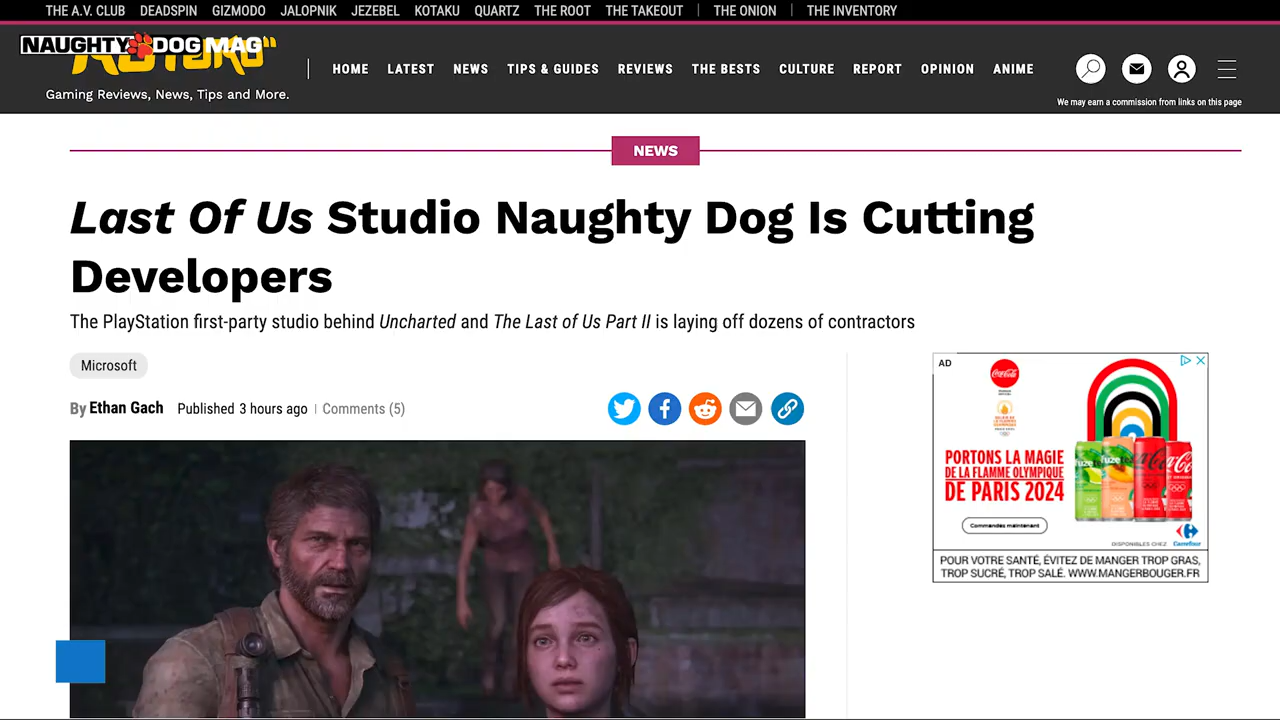 THE A.V. CLUB DEADSPIN GIZMODO JALOPNIK JEZEBEL KOTAKU QUARTZ THE ROOT THE TAKEOUT THE ONION THE INVENTORY
NAUGHTY DOG MAG
Gaming Reviews, News, Tips and More.
HOME LATEST NEWS TIPS & GUIDES REVIEWS THE BESTS CULTURE REPORT OPINION ANIME
We may earn a commission from links on this page
NEWS
Last Of Us Studio Naughty Dog Is Cutting
Developers
The PlayStation first-party studio behind Uncharted and The Last of Us Part II is laying off dozens of contractors
Microsoft
By Ethan Gach Published 3 hours ago Comments (5)
AD
Coca-Cola
PORTONS LA MAGIE
DE LA FLAMME OLYMPIQUE
DE PARIS 2024
Commandez maintenant
DISPONIBLES CHEZ
Carrefour
POUR VOTRE SANTÉ, ÉVITEZ DE MANGER TROP GRAS,
TROP SUCRÉ, TROP SALÉ. WWW.MANGERBOUGER.FR